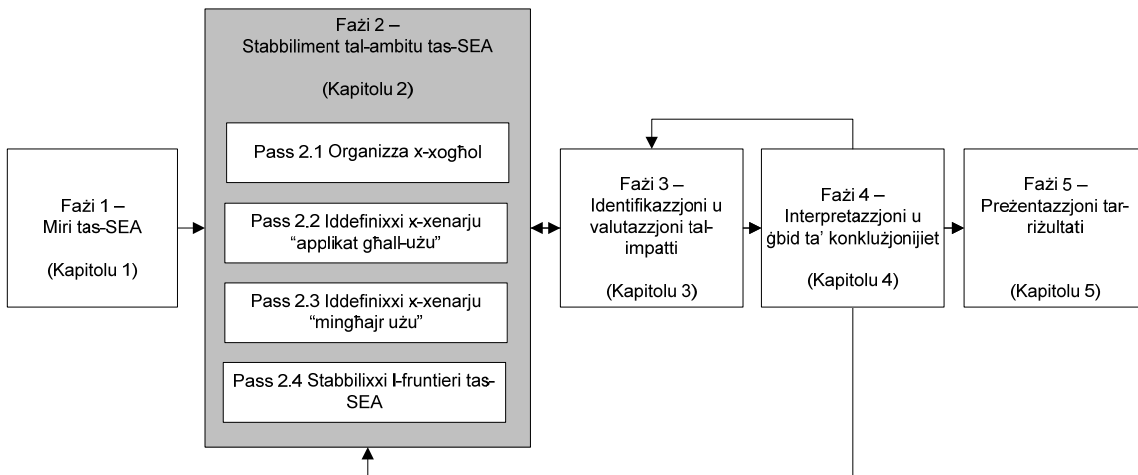 Fażi 1 –
Miri tas-SEA
(Kapitolu 1)
Fażi 2 –
Stabbiliment tal-ambitu tas-SEA
(Kapitolu 2)
Pass 2.1 Organizza x-xogħol
Pass 2.2 Iddefinixxi x-xenarju
“applikat għall-użu”
Pass 2.3 Iddefinixxi x-xenarju
“mingħajr użu”
Pass 2.4 Stabbilixxi l-fruntieri tas-
SEA
Fażi 3 –
Identifikazzjoni u
valutazzjoni tal-
impatti
(Kapitolu 3)
Fażi 4 –
Interpretazzjoni u
ġbid ta’ konklużjonijiet
(Kapitolu 4)
Fażi 5 –
Preżentazzjoni tar-
riżultati
(Kapitolu 5)